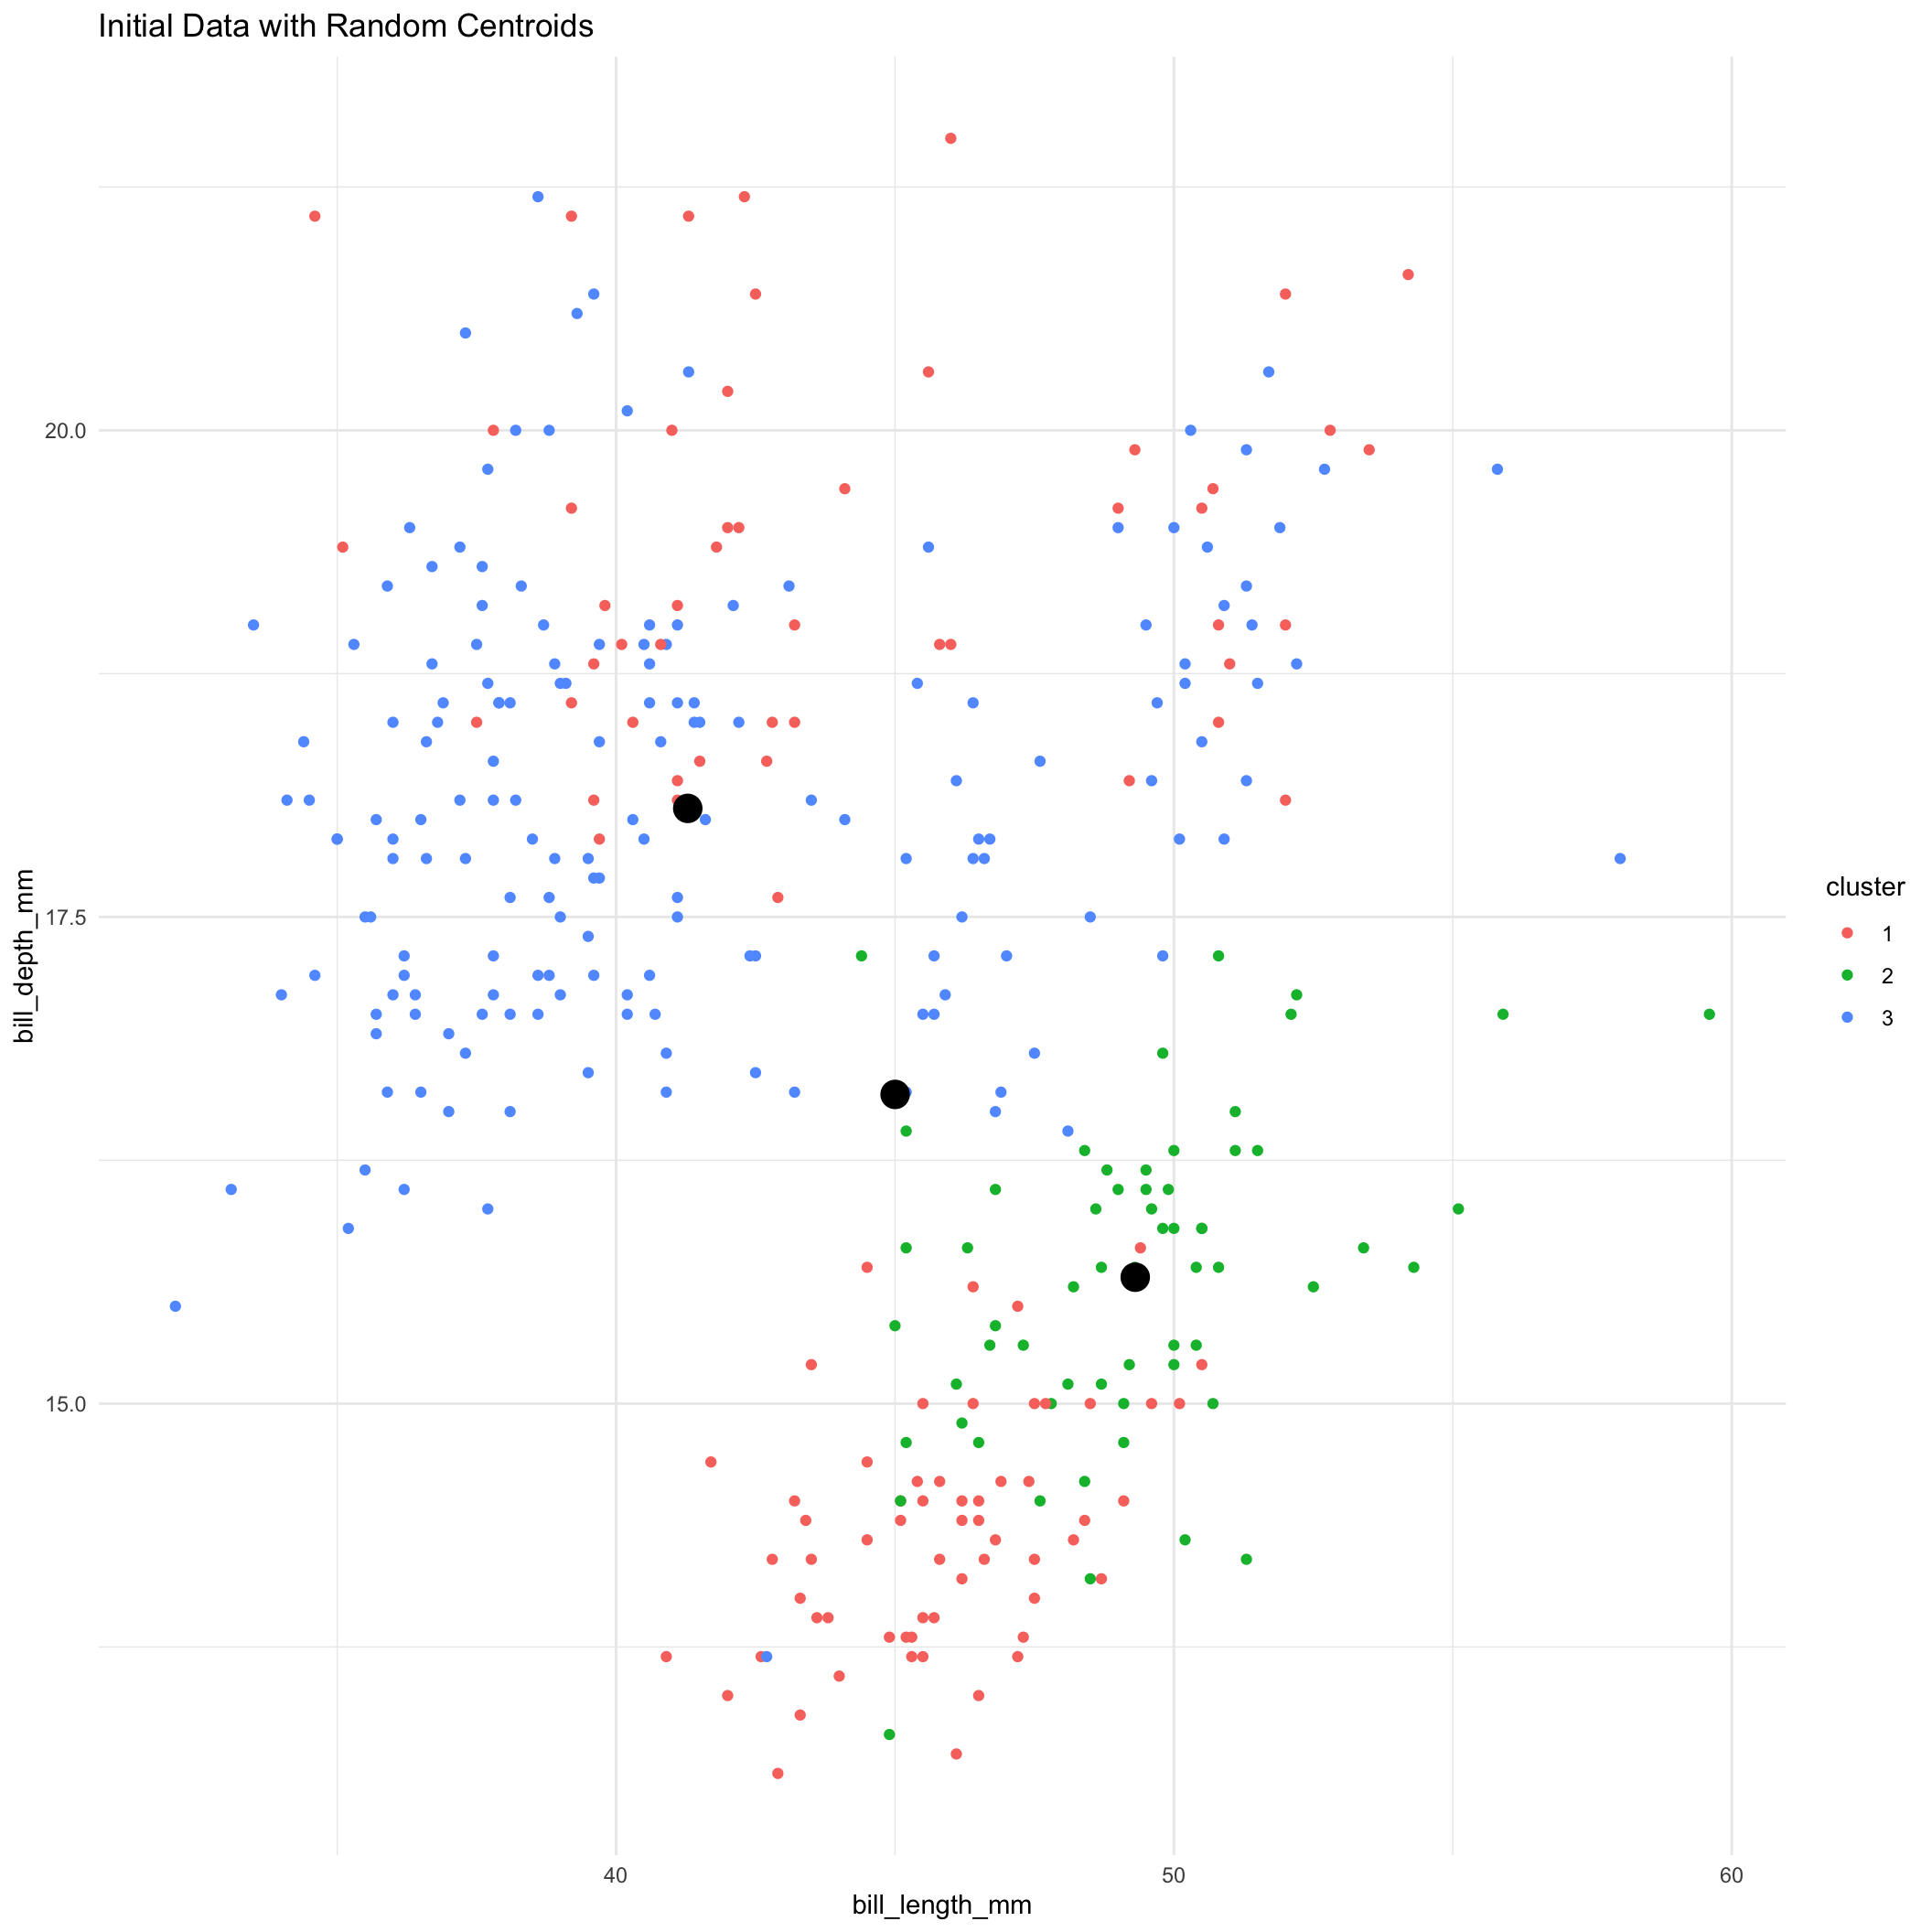 Initial Data with Random Centroids
20.0
17.5
15.0
bill_depth_mm
40
50
60
bill_length_mm
cluster
1
2
3